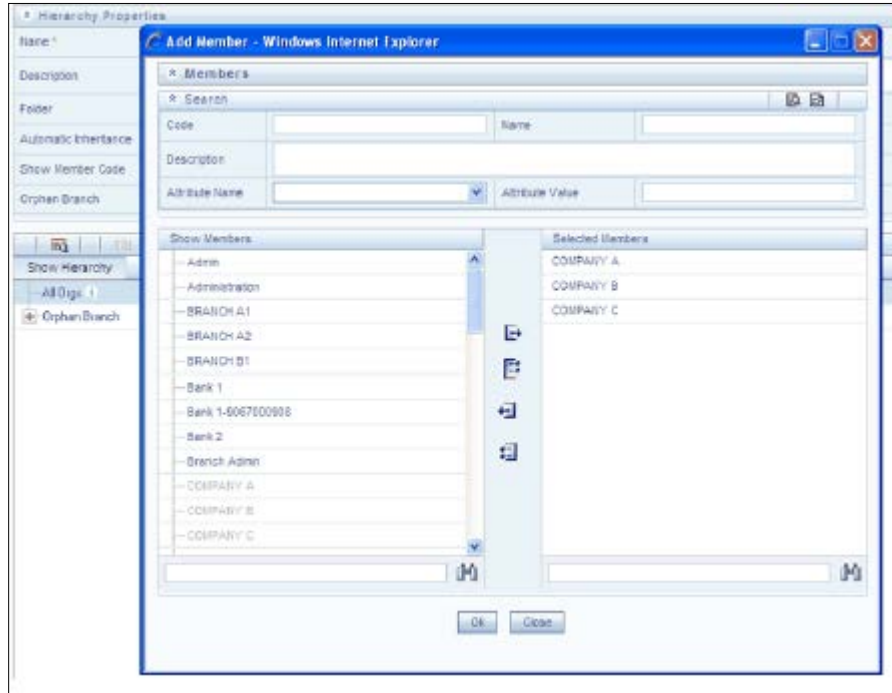 Hierarchy Properties
Name *
Description
Folder
Automatic Inheritance
Show Member Code
Orphan Branch
Show Hierarchy
All Orgs
Orphan Branch
Add Member - Windows Internet Explorer
Members
Search
Code
Name
Description
Attribute Name
Attribute Value
Show Members
Admin
Administration
BRANCH A1
BRANCH A2
BRANCH B1
Bank 1
Bank 1-6067000908
Bank 2
Branch Admin
COMPANY A
COMPANY B
COMPANY C
Selected Members
COMPANY A
COMPANY B
COMPANY C
Ok
Close